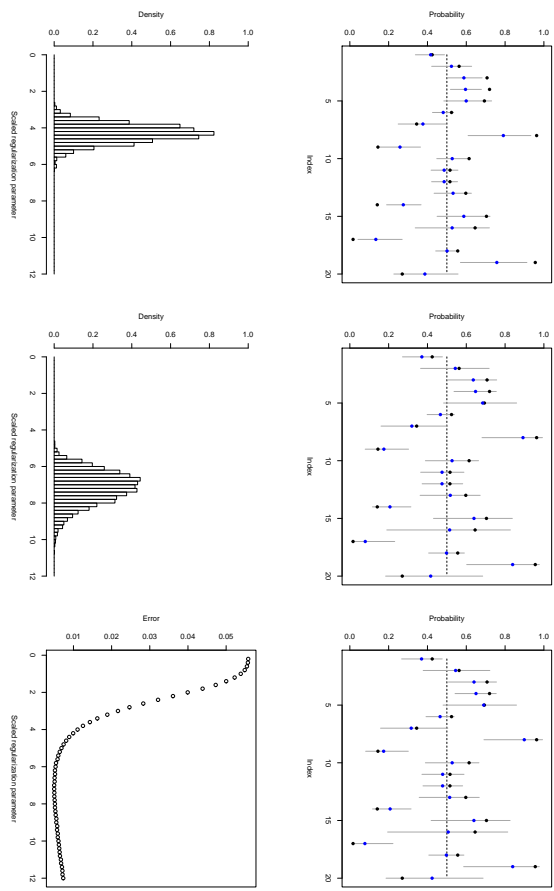 Density
0.0 0.2 0.4 0.6 0.8 1.0
0 2 4 6 8 10 12
Scaled regularization parameter
Probability
0.0 0.2 0.4 0.6 0.8 1.0
5 10 15 20
Index
Density
0.0 0.2 0.4 0.6 0.8 1.0
0 2 4 6 8 10 12
Scaled regularization parameter
Probability
0.0 0.2 0.4 0.6 0.8 1.0
5 10 15 20
Index
Error
0.01 0.02 0.03 0.04 0.05
0 2 4 6 8 10 12
Scaled regularization parameter
Probability
0.0 0.2 0.4 0.6 0.8 1.0
5 10 15 20
Index